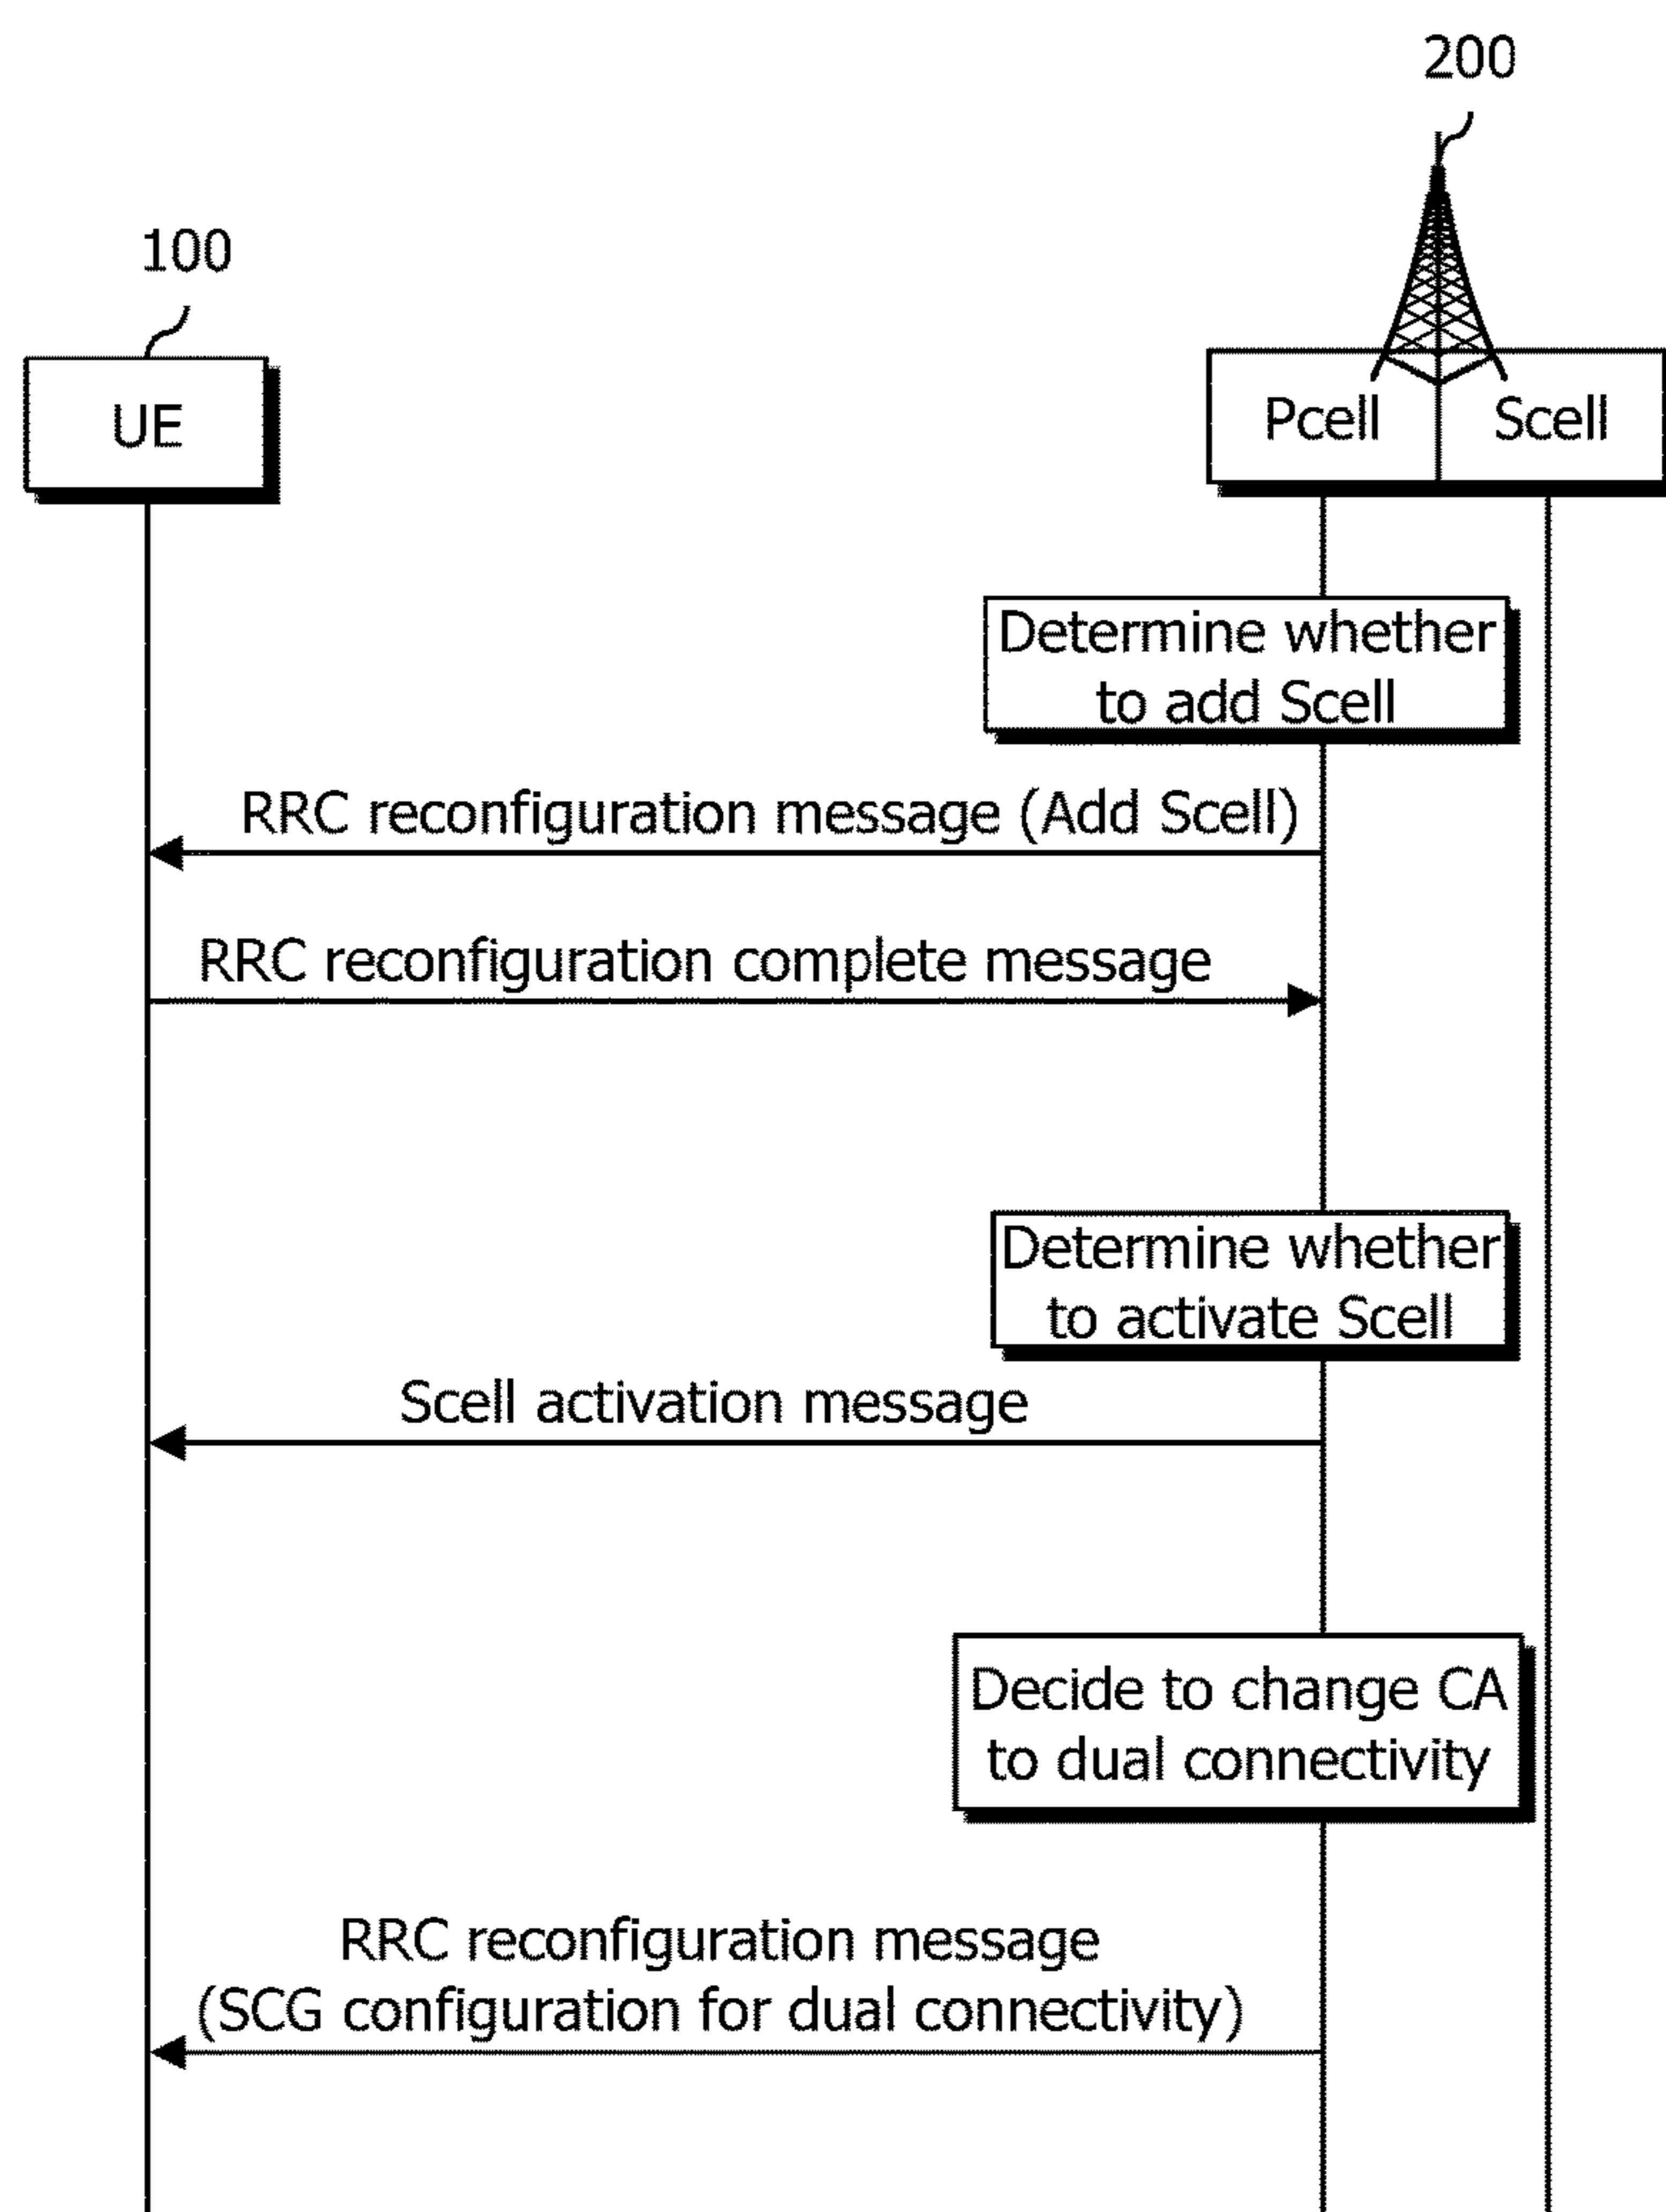 200
100
UE
Pcell
Scell
Determine whether
to add Scell
RRC reconfiguration message (Add Scell)
RRC reconfiguration complete message
Determine whether
to activate Scell
Scell activation message
Decide to change CA
to dual connectivity
RRC reconfiguration message
(SCG configuration for dual connectivity)